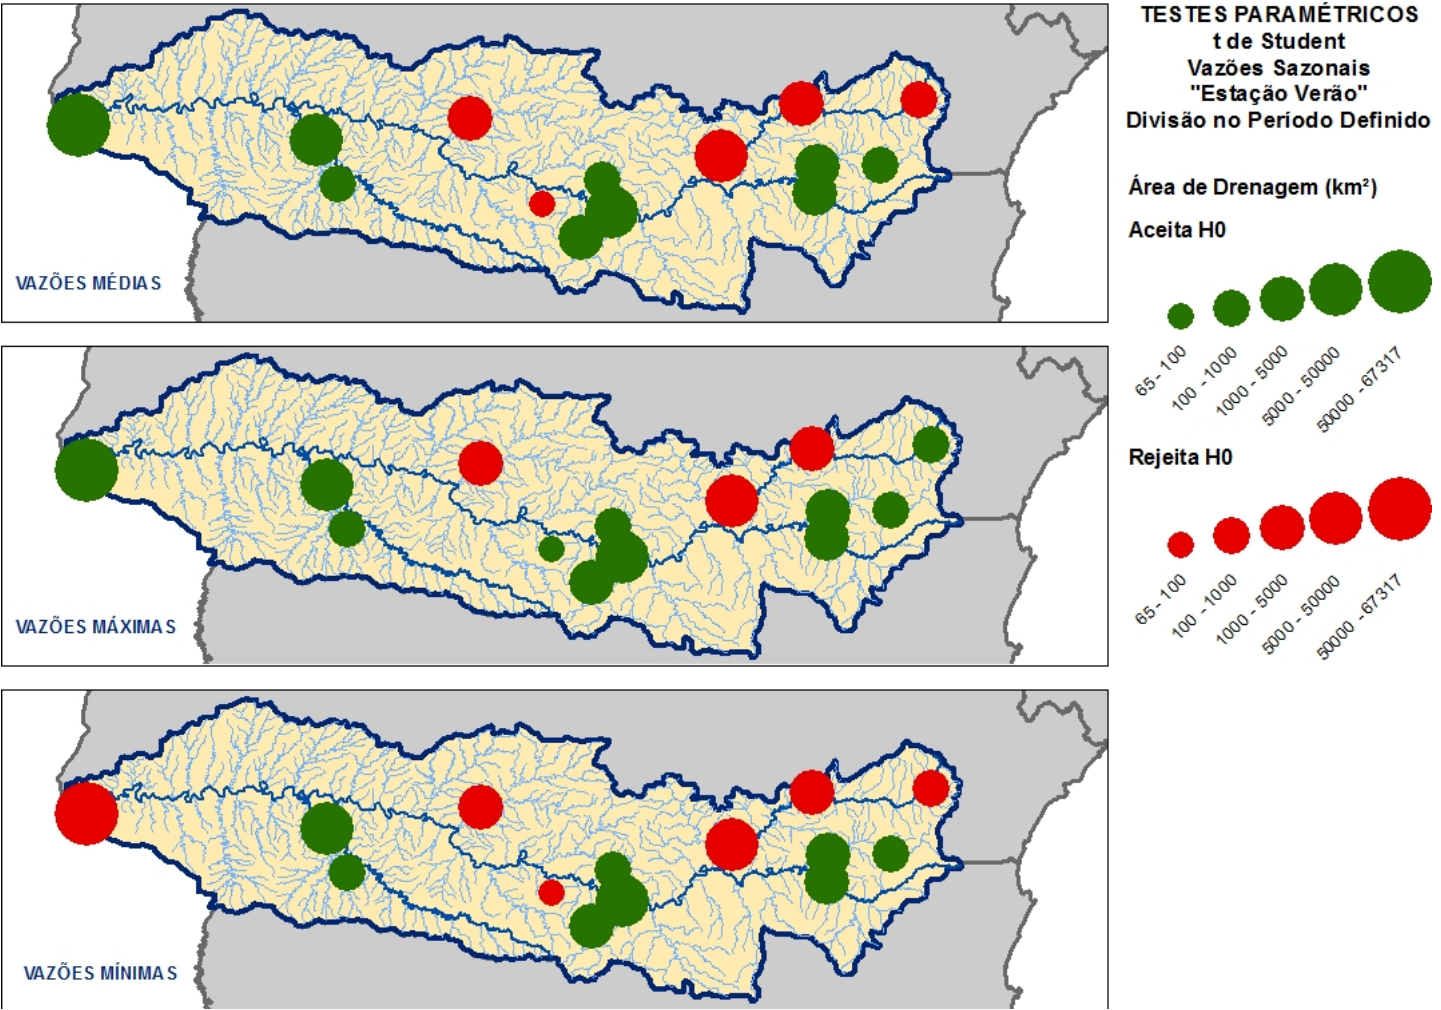 TESTES PARAMÉTRICOS
t de Student
Vazões Sazonais
"Estação Verão"
Divisão no Período Definido
Área de Drenagem (km²)
Aceita H0
65 - 100
100 - 1000
1000 - 5000
5000 - 50000
50000 - 67317
Rejeita H0
65 - 100
100 - 1000
1000 - 5000
5000 - 50000
50000 - 67317
VAZÕES MÉDIAS
VAZÕES MÁXIMAS
VAZÕES MÍNIMAS